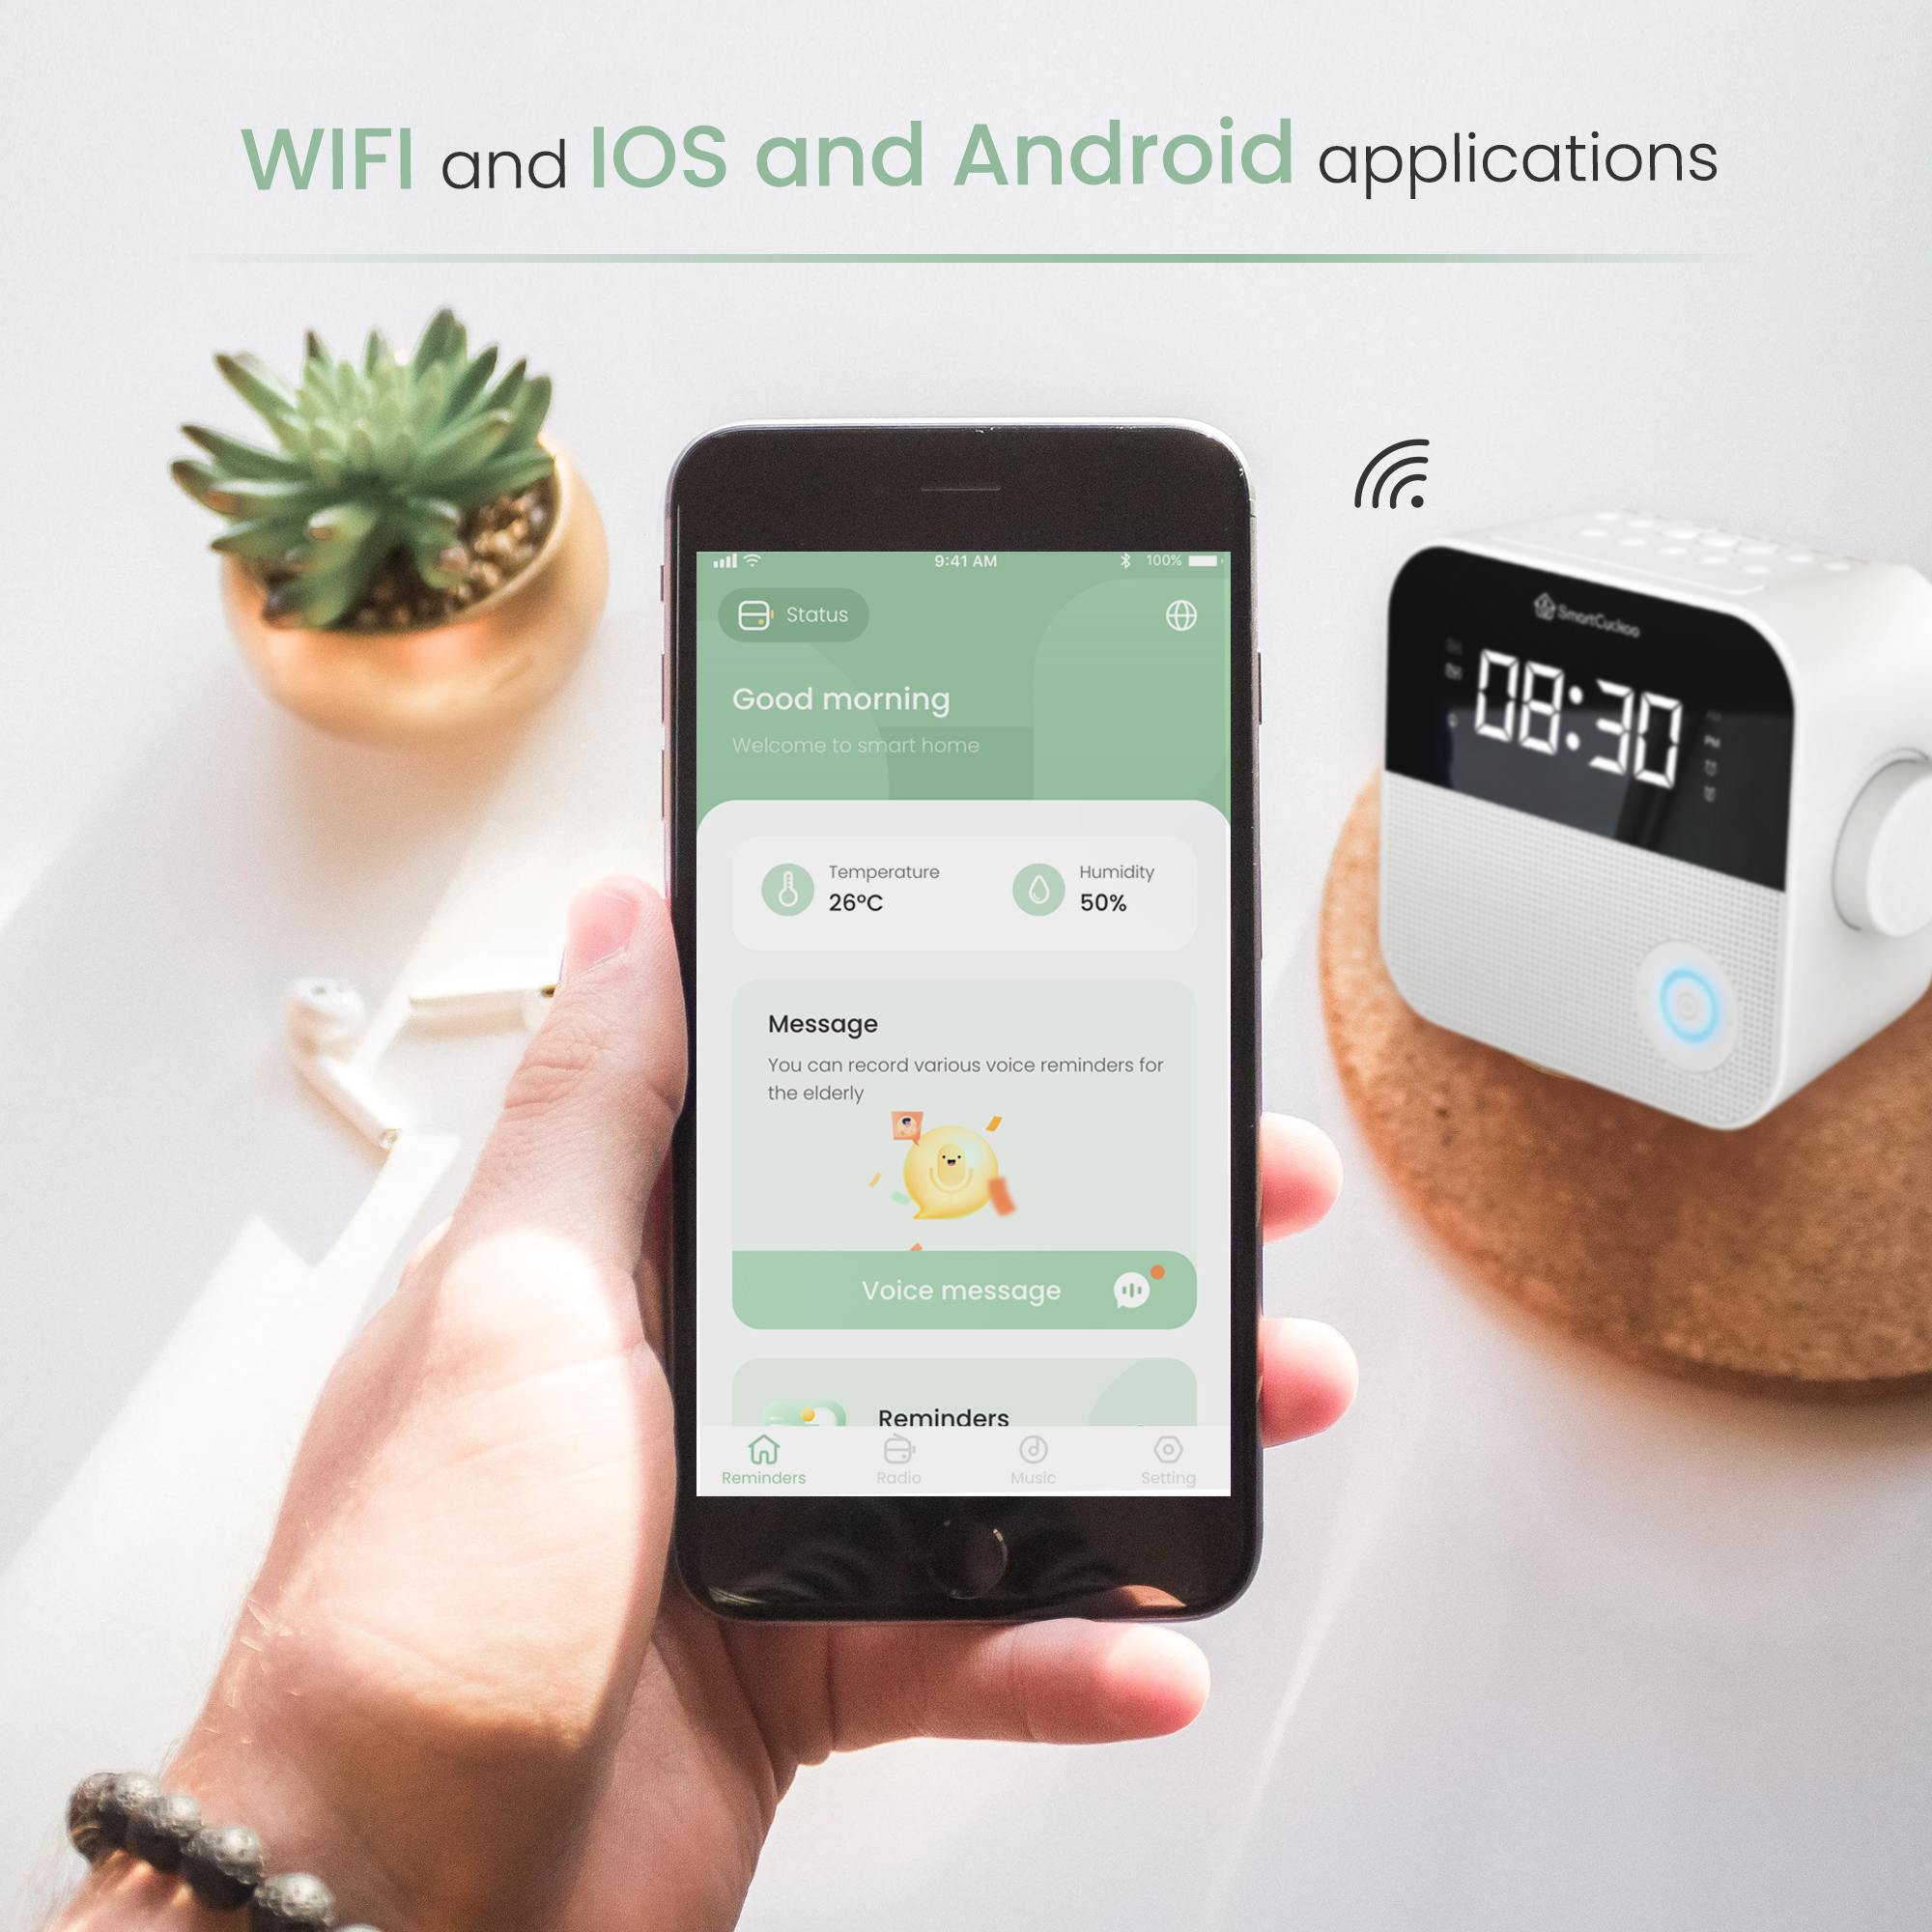 WIFI and IOS and Android applications
9:41 AM
100%
Status
Good morning
Welcome to smart home
Temperature
26°C
Humidity
50%
Message
You can record various voice reminders for
the elderly
Voice message
Reminders
Reminders
Radio
Music
Setting
SmartCuckoo
08:30